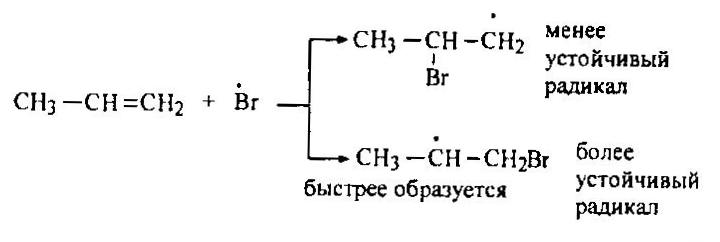 CH₃–CH–ĊH₂ менее
устойчивый
Br
радикал
CH₃–CH=CH₂ + Ḃr
CH₃–ĊH–CH₂Br более
быстрее образуется устойчивый
радикал